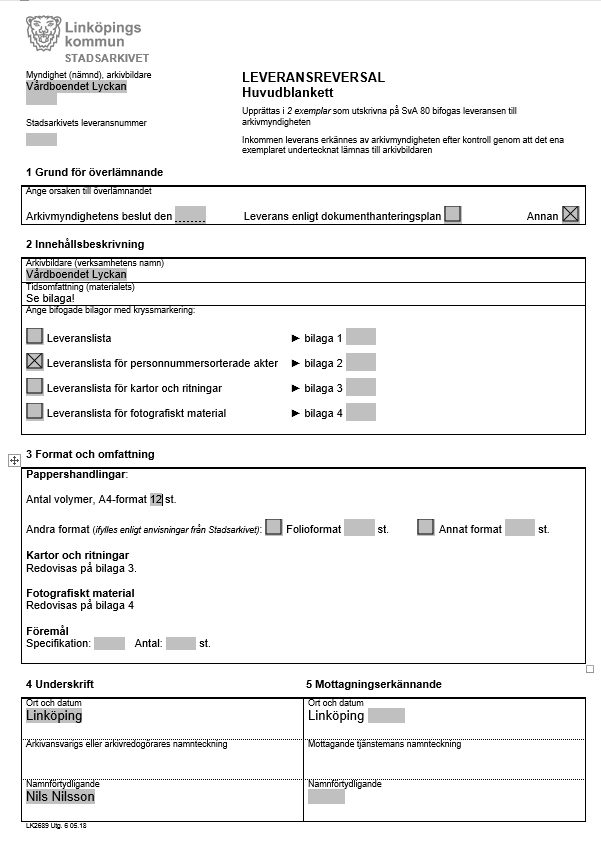 Linköpings
kommun
STADSARKIVET
Myndighet (nämnd), arkivbildare
Vårdboendet Lyckan
Stadsarkivets leveransnummer
LEVERANSREVERSAL
Huvudblankett
Upprättas i 2 exemplar som utskrivna på SvA 80 bifogas leveransen till
arkivmyndigheten
Inkommen leverans erkännes av arkivmyndigheten efter kontroll genom att det ena
exemplaret undertecknat lämnas till arkivbildaren
1 Grund för överlämnande
Ange orsaken till överlämnandet
Arkivmyndighetens beslut den Leverans enligt dokumenthanteringsplan Annan
2 Innehållsbeskrivning
Arkivbildare (verksamhetens namn)
Vårdboendet Lyckan
Tidsomfattning (materialets)
Se bilaga!
Ange bifogade bilagor med kryssmarkering:
Leveranslista ► bilaga 1
Leveranslista för personnummersorterade akter ► bilaga 2
Leveranslista för kartor och ritningar ► bilaga 3
Leveranslista för fotografiskt material ► bilaga 4
3 Format och omfattning
Pappershandlingar:
Antal volymer, A4-format 12 st.
Andra format (ifylles enligt anvisningar från Stadsarkivet): Folioformat st. Annat format st.
Kartor och ritningar
Redovisas på bilaga 3.
Fotografiskt material
Redovisas på bilaga 4
Föremål
Specifikation: Antal: st.
4 Underskrift
Ort och datum
Linköping
Arkivansvarigs eller arkivredogörares namnteckning
Namnförtydligande
Nils Nilsson
5 Mottagningserkännande
Ort och datum
Linköping
Mottagande tjänstemans namnteckning
Namnförtydligande
LK2689 Utg. 6 05.18